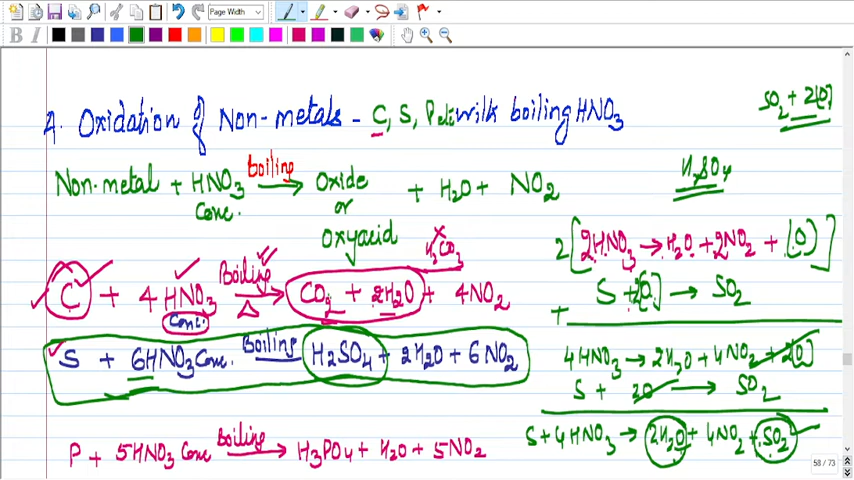 Page Width
B I
A. Oxidation of Non-metals - C, S, P etc with boiling HNO3
SO2 + 2[O]
Non-metal + HNO3 Conc. boiling → Oxide or Oxyacid + H2O + NO2
H2SO4
2[2HNO3 → H2O + 2NO2 + [O]]
H2CO3
C + 4HNO3 Conc. Boiling → Δ CO2 + 2H2O + 4NO2
S + 2[O] → SO2
+
S + 6HNO3 Conc. Boiling H2SO4 + 2H2O + 6NO2
4HNO3 → 2H2O + 4NO2 + 2[O]
S + 2O → SO2
S + 4HNO3 → 2H2O + 4NO2 + SO2
P + 5HNO3 Conc Boiling → H3PO4 + H2O + 5NO2
58 / 73